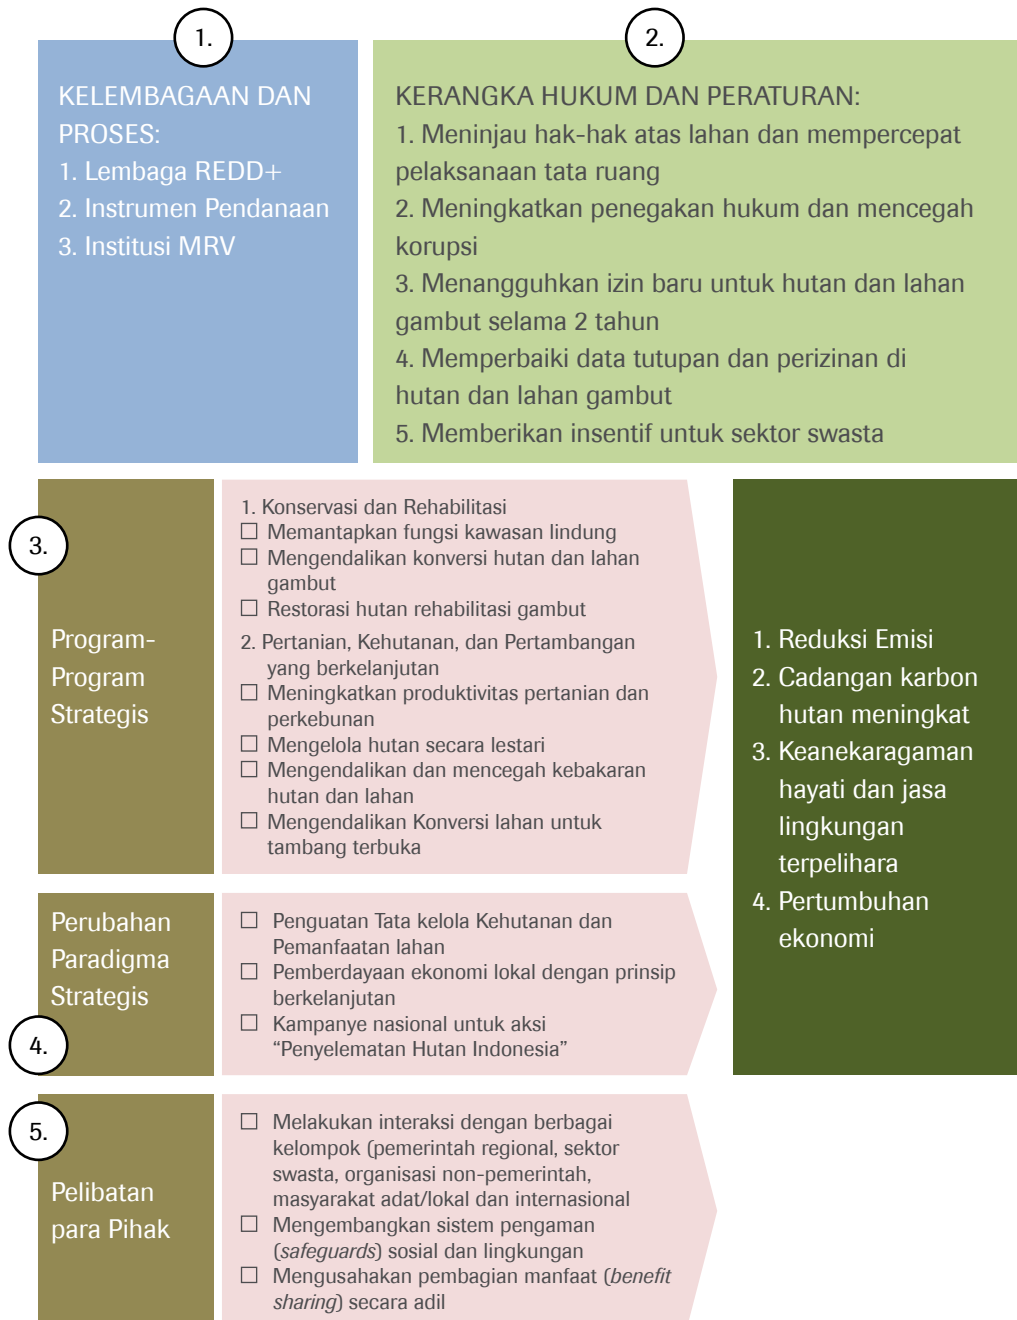 1.
KELEMBAGAAN DAN
PROSES:
1. Lembaga REDD+
2. Instrumen Pendanaan
3. Institusi MRV
2.
KERANGKA HUKUM DAN PERATURAN:
1. Meninjau hak-hak atas lahan dan mempercepat
pelaksanaan tata ruang
2. Meningkatkan penegakan hukum dan mencegah
korupsi
3. Menangguhkan izin baru untuk hutan dan lahan
gambut selama 2 tahun
4. Memperbaiki data tutupan dan perizinan di
hutan dan lahan gambut
5. Memberikan insentif untuk sektor swasta
3.
Program-
Program
Strategis
1. Konservasi dan Rehabilitasi
☐ Memantapkan fungsi kawasan lindung
☐ Mengendalikan konversi hutan dan lahan
gambut
☐ Restorasi hutan rehabilitasi gambut
2. Pertanian, Kehutanan, dan Pertambangan
yang berkelanjutan
☐ Meningkatkan produktivitas pertanian dan
perkebunan
☐ Mengelola hutan secara lestari
☐ Mengendalikan dan mencegah kebakaran
hutan dan lahan
☐ Mengendalikan Konversi lahan untuk
tambang terbuka
1. Reduksi Emisi
2. Cadangan karbon
hutan meningkat
3. Keanekaragaman
hayati dan jasa
lingkungan
terpelihara
4. Pertumbuhan
ekonomi
Perubahan
Paradigma
Strategis
4.
☐ Penguatan Tata kelola Kehutanan dan
Pemanfaatan lahan
☐ Pemberdayaan ekonomi lokal dengan prinsip
berkelanjutan
☐ Kampanye nasional untuk aksi
“Penyelematan Hutan Indonesia”
5.
Pelibatan
para Pihak
☐ Melakukan interaksi dengan berbagai
kelompok (pemerintah regional, sektor
swasta, organisasi non-pemerintah,
masyarakat adat/lokal dan internasional
☐ Mengembangkan sistem pengaman
(safeguards) sosial dan lingkungan
☐ Mengusahakan pembagian manfaat (benefit
sharing) secara adil